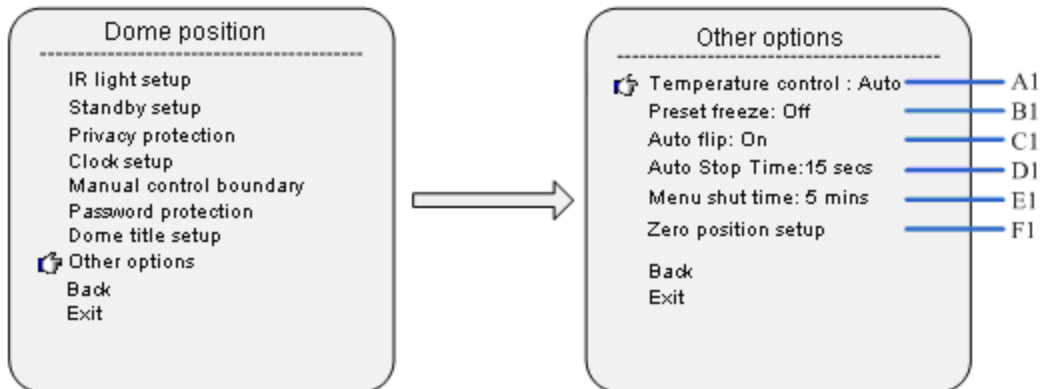 Dome position
IR light setup
Standby setup
Privacy protection
Clock setup
Manual control boundary
Password protection
Dome title setup
Other options
Back
Exit
Other options
Temperature control : Auto A1
Preset freeze: Off B1
Auto flip: On C1
Auto Stop Time:15 secs D1
Menu shut time: 5 mins E1
Zero position setup F1
Back
Exit